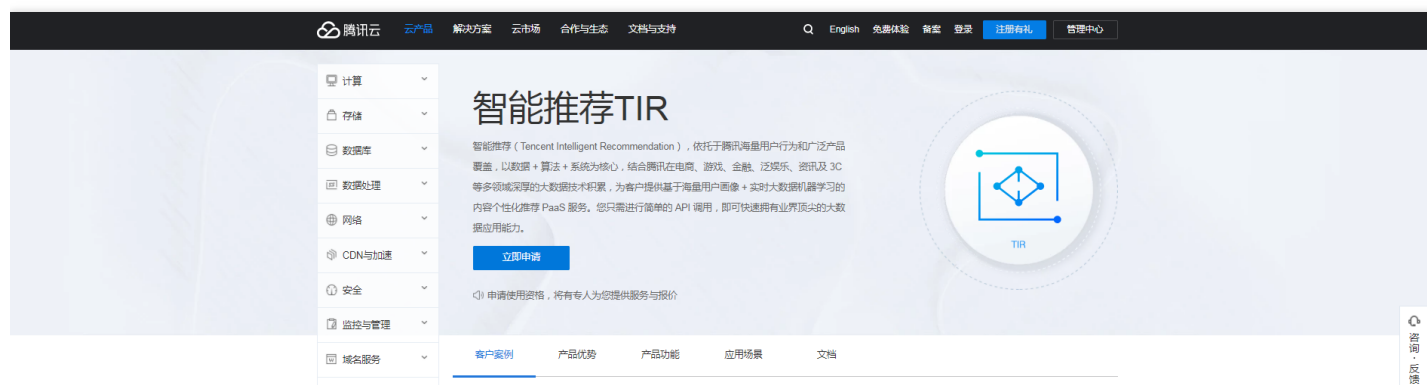 腾讯云 云产品 解决方案 云市场 合作与生态 文档与支持 English 免费体验 备案 登录 注册有礼 管理中心
计算
存储
数据库
数据处理
网络
CDN与加速
安全
监控与管理
域名服务
智能推荐TIR
智能推荐（Tencent Intelligent Recommendation），依托于腾讯海量用户行为和广泛产品
覆盖，以数据 + 算法 + 系统为核心，结合腾讯在电商、游戏、金融、泛娱乐、资讯及 3C
等多领域深厚的大数据技术积累，为客户提供基于海量用户画像 + 实时大数据机器学习的
内容个性化推荐 PaaS 服务。您只需进行简单的 API 调用，即可快速拥有业界顶尖的大数
据应用能力。
立即申请
申请使用资格，将有专人为您提供服务与报价
TIR
客户案例 产品优势 产品功能 应用场景 文档
咨询·反馈